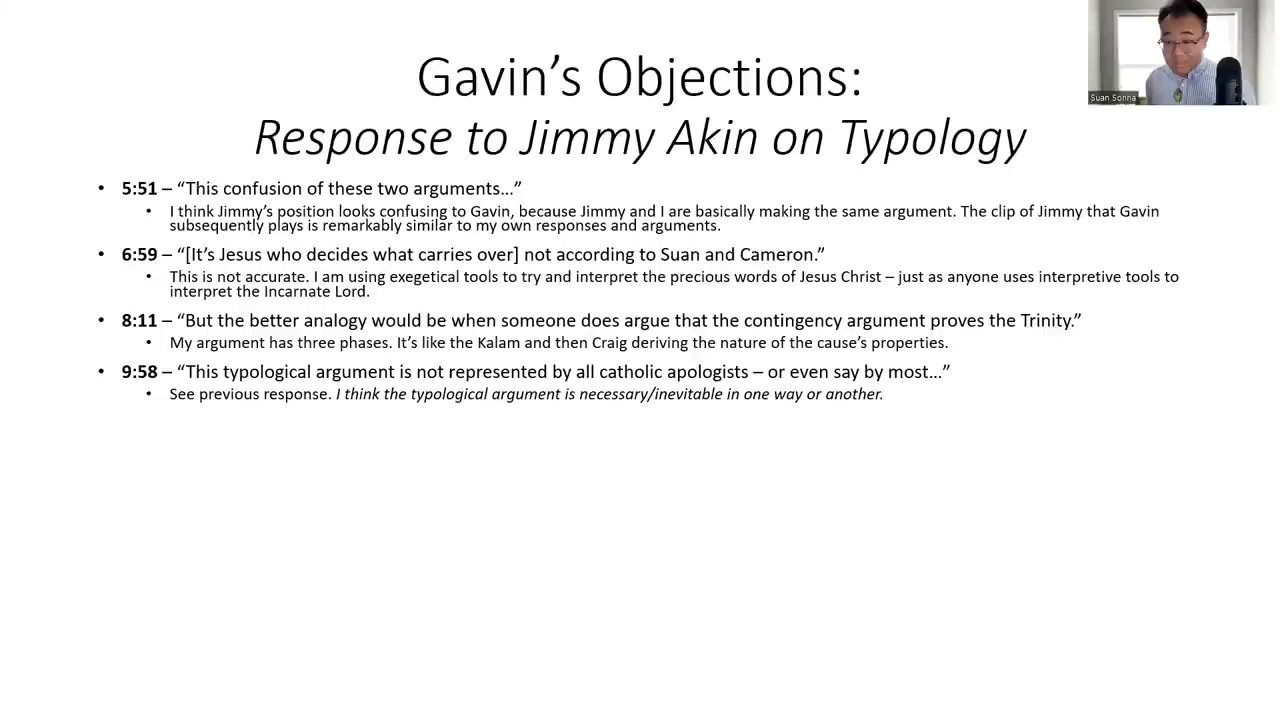 Gavin’s Objections:
Response to Jimmy Akin on Typology
Suan Sonna
• 5:51 – “This confusion of these two arguments…”
• I think Jimmy’s position looks confusing to Gavin, because Jimmy and I are basically making the same argument. The clip of Jimmy that Gavin
subsequently plays is remarkably similar to my own responses and arguments.
• 6:59 – “[It’s Jesus who decides what carries over] not according to Suan and Cameron.”
• This is not accurate. I am using exegetical tools to try and interpret the precious words of Jesus Christ – just as anyone uses interpretive tools to
interpret the Incarnate Lord.
• 8:11 – “But the better analogy would be when someone does argue that the contingency argument proves the Trinity.”
• My argument has three phases. It’s like the Kalam and then Craig deriving the nature of the cause’s properties.
• 9:58 – “This typological argument is not represented by all catholic apologists – or even say by most…”
• See previous response. I think the typological argument is necessary/inevitable in one way or another.